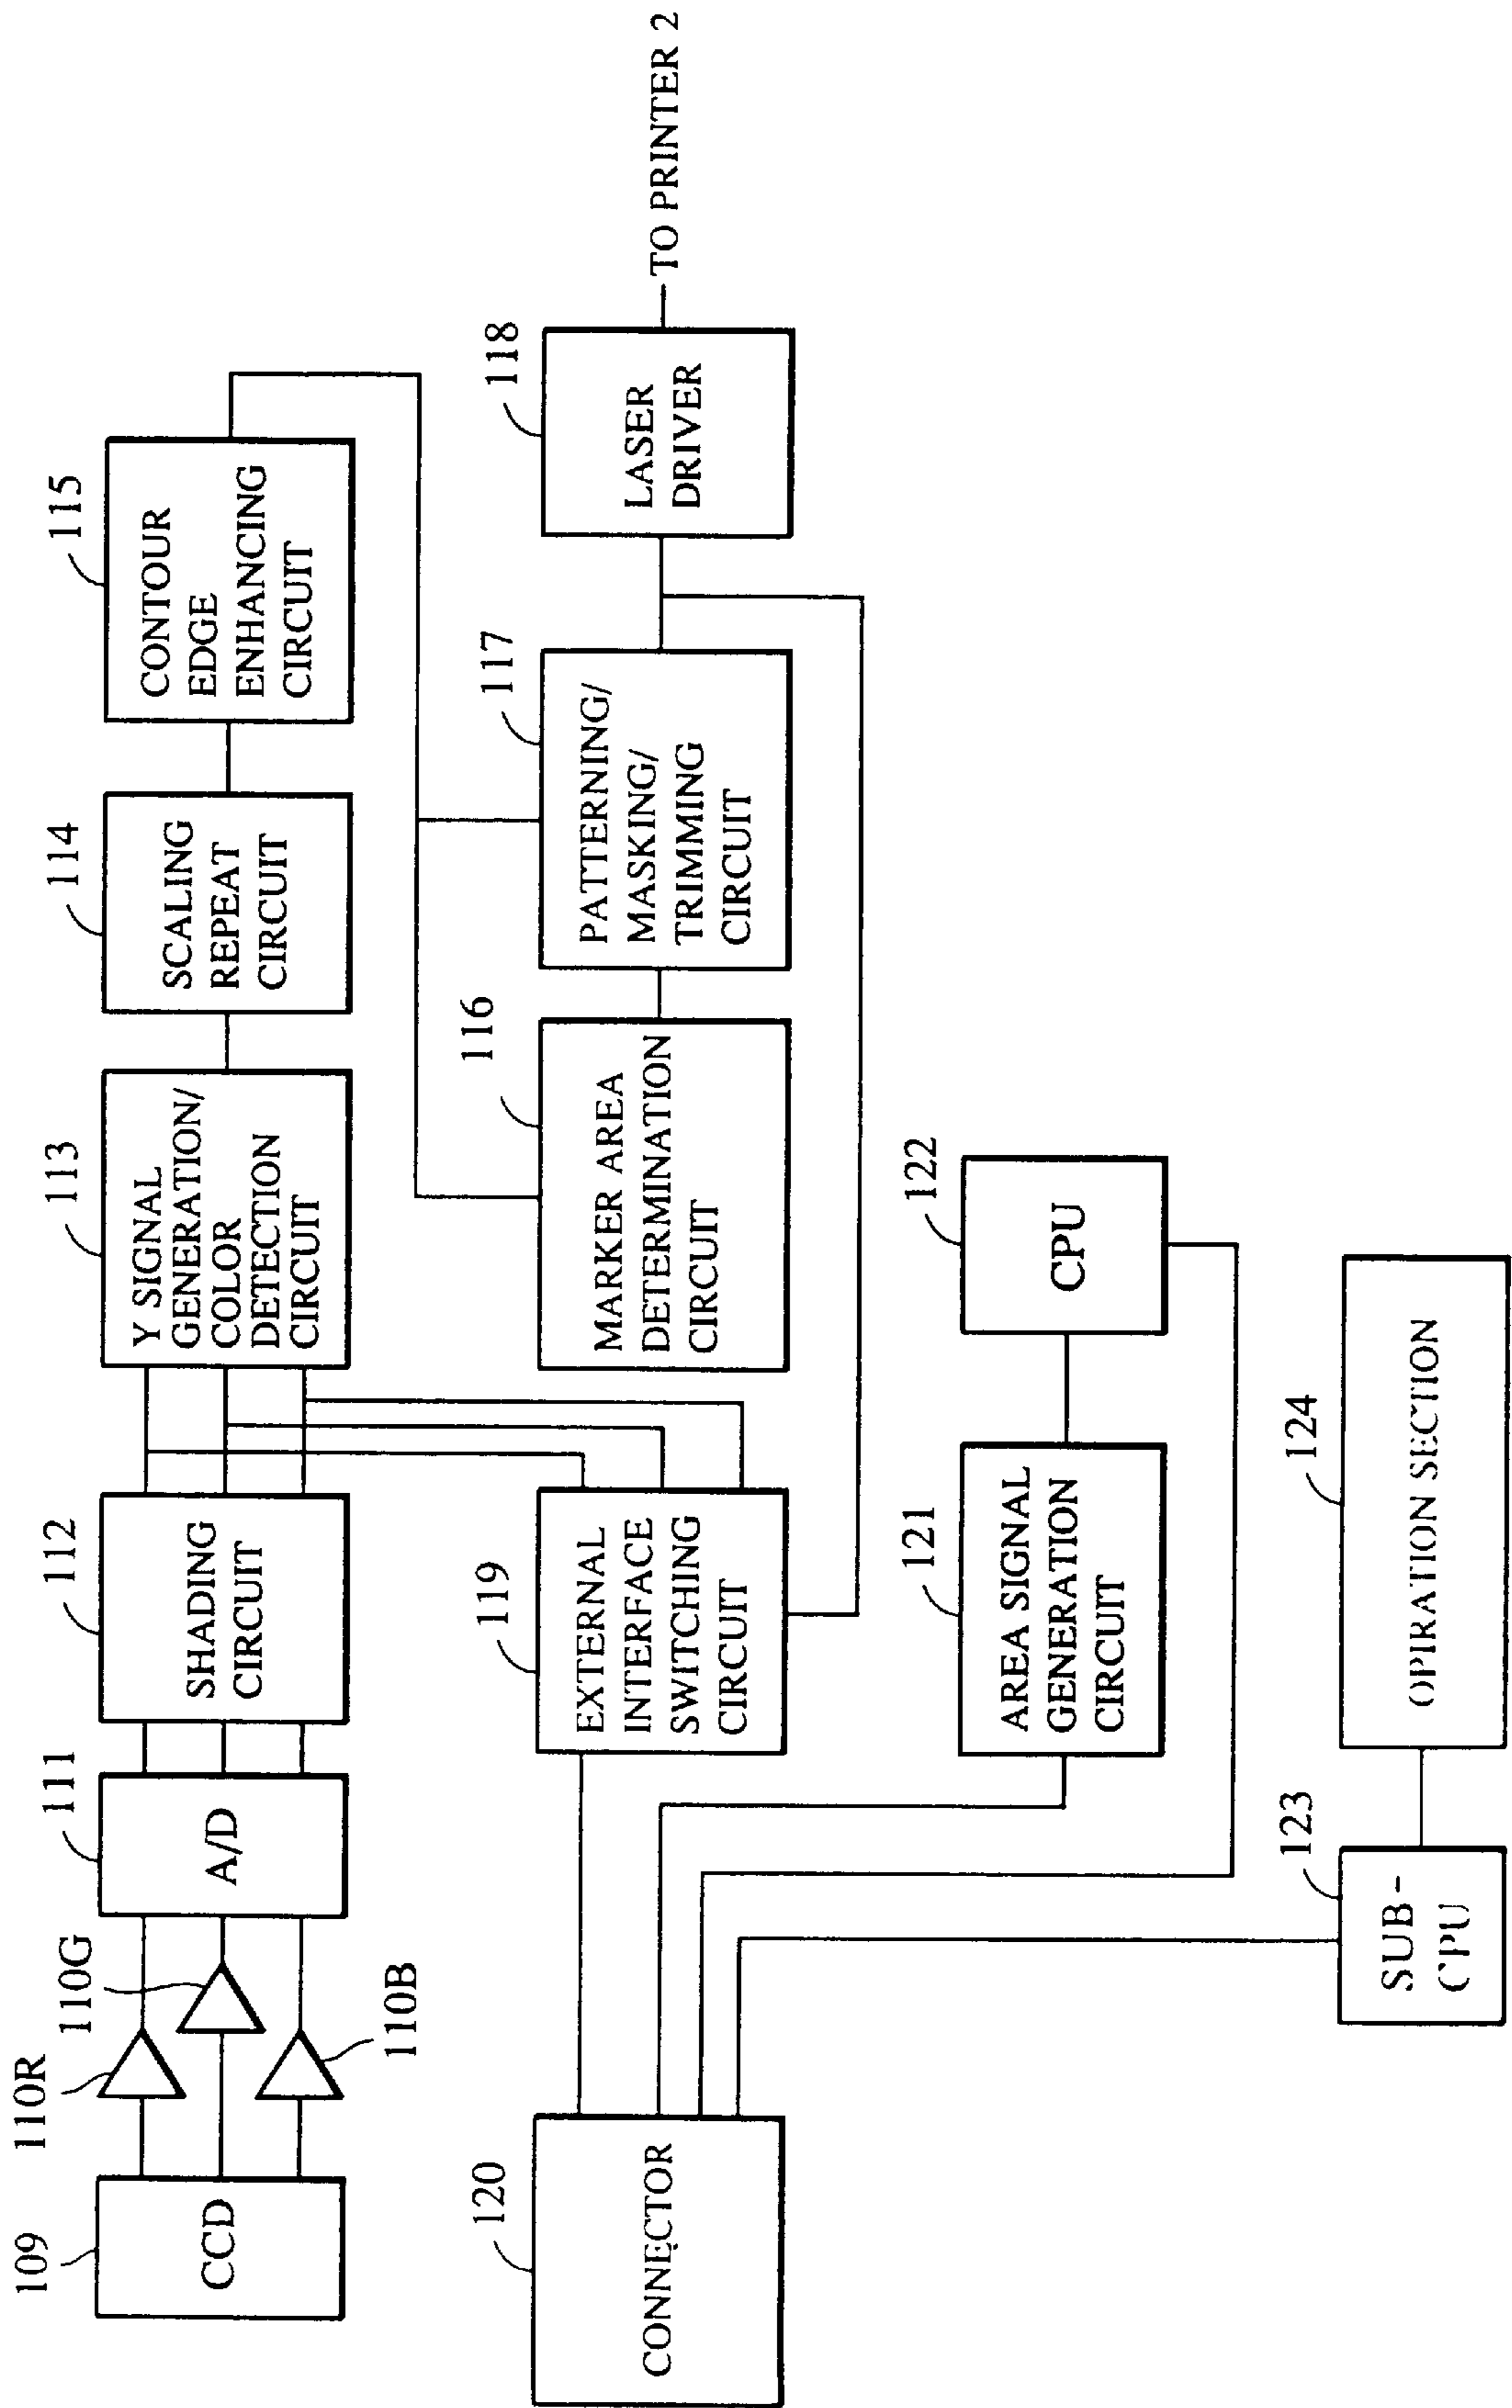 109
CCD
110R
110G
110B
111
A/D
112
SHADING
CIRCUIT
113
Y SIGNAL
GENERATION/
COLOR
DETECTION
CIRCUIT
114
SCALING
REPEAT
CIRCUIT
115
CONTOUR
EDGE
ENHANCING
CIRCUIT
116
MARKER AREA
DETERMINATION
CIRCUIT
117
PATTERNING/
MASKING/
TRIMMING
CIRCUIT
118
LASER
DRIVER
TO PRINTER 2
119
EXTERNAL
INTERFACE
SWITCHING
CIRCUIT
120
CONNECTOR
121
AREA SIGNAL
GENERATION
CIRCUIT
122
CPU
123
SUB-
CPU
124
OPIRATION SECTION